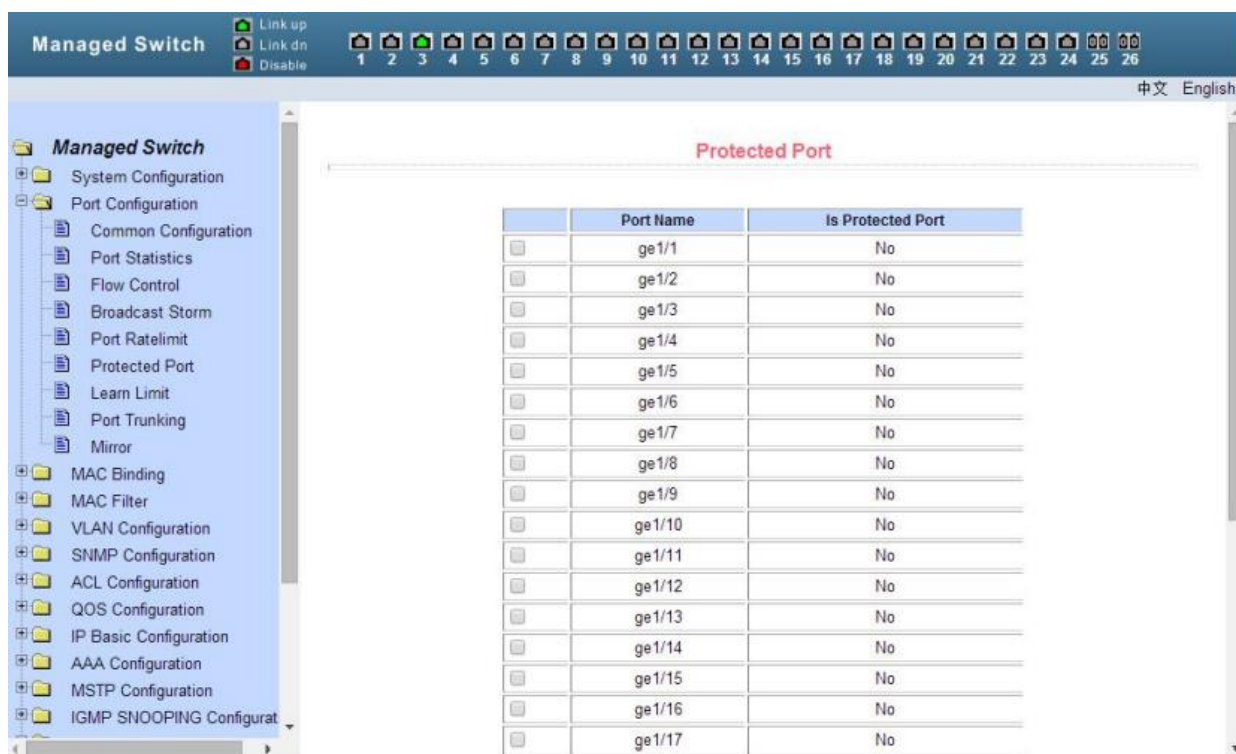 Managed Switch
Link up
Link dn
Disable
1 2 3 4 5 6 7 8 9 10 11 12 13 14 15 16 17 18 19 20 21 22 23 24 25 26
中文 English
Managed Switch
System Configuration
Port Configuration
Common Configuration
Port Statistics
Flow Control
Broadcast Storm
Port Ratelimit
Protected Port
Learn Limit
Port Trunking
Mirror
MAC Binding
MAC Filter
VLAN Configuration
SNMP Configuration
ACL Configuration
QOS Configuration
IP Basic Configuration
AAA Configuration
MSTP Configuration
IGMP SNOOPING Configurat
Protected Port
Port Name Is Protected Port
ge1/1 No
ge1/2 No
ge1/3 No
ge1/4 No
ge1/5 No
ge1/6 No
ge1/7 No
ge1/8 No
ge1/9 No
ge1/10 No
ge1/11 No
ge1/12 No
ge1/13 No
ge1/14 No
ge1/15 No
ge1/16 No
ge1/17 No